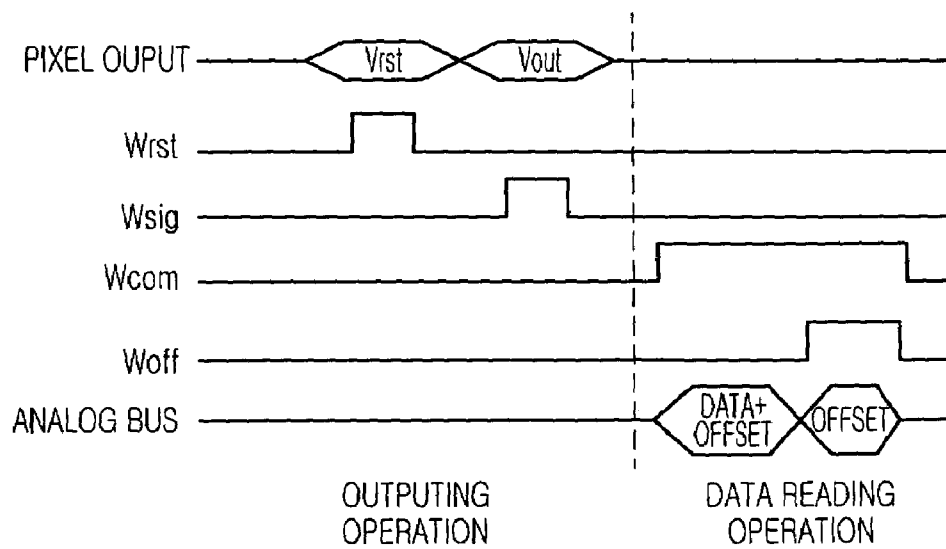 PIXEL OUPUT
Vrst
Vout
Wrst
Wsig
Wcom
Woff
ANALOG BUS
DATA+
OFFSET
OFFSET
OUTPUTING
OPERATION
DATA READING
OPERATION